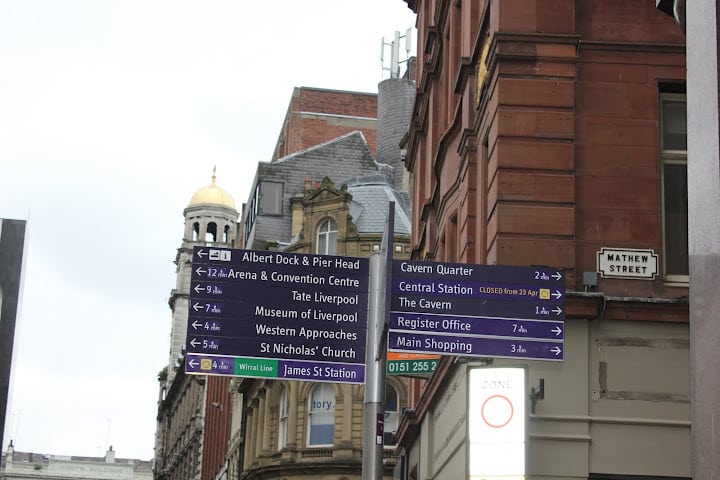 Albert Dock & Pier Head
12 min Arena & Convention Centre
9 min Tate Liverpool
7 min Museum of Liverpool
4 min Western Approaches
5 min St Nicholas' Church
4 min Wirral Line James St Station
Cavern Quarter 2 min
Central Station CLOSED from 23 Apr
The Cavern 1 min
Register Office 7 min
Main Shopping 3 min
0151 255 2
MATHEW
STREET
ZONE
tory.